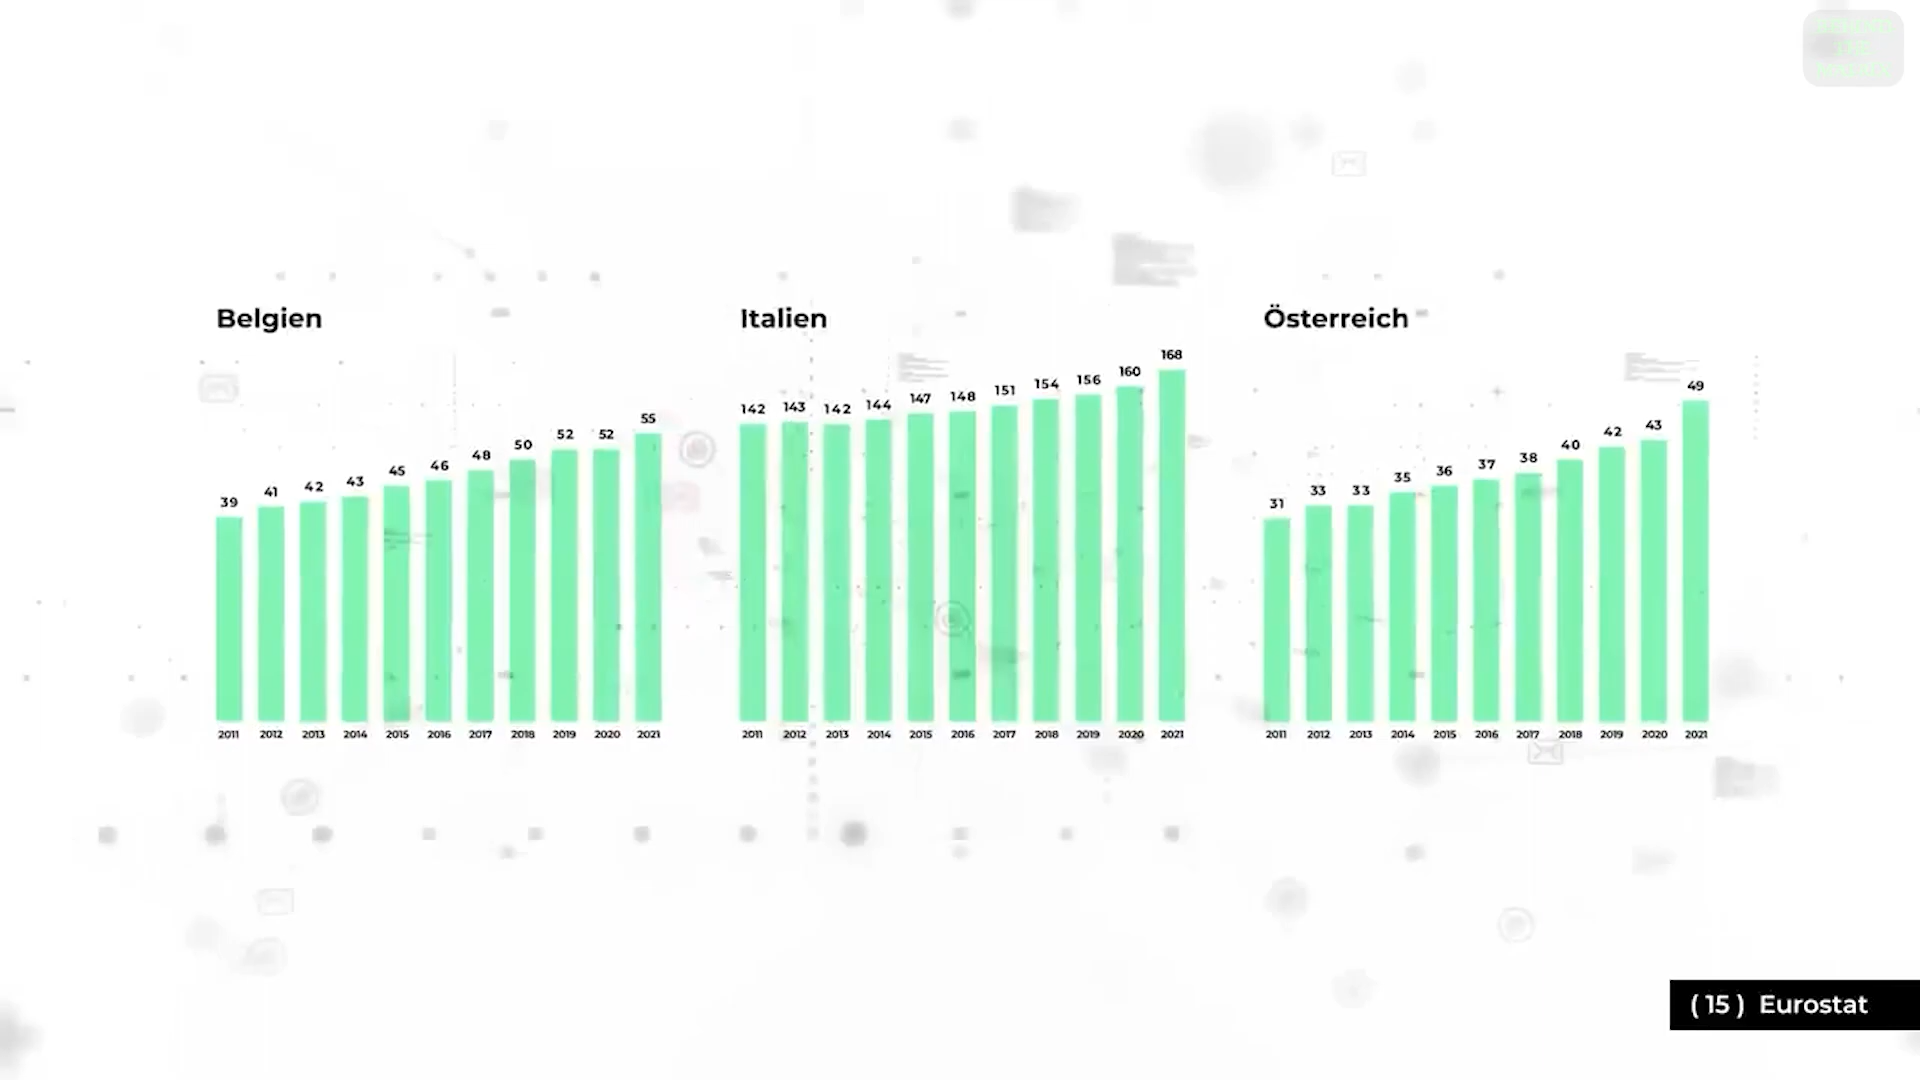 Belgien
39 41 42 43 45 46 48 50 52 52 55
2011 2012 2013 2014 2015 2016 2017 2018 2019 2020 2021
Italien
142 143 142 144 147 148 151 154 156 160 168
2011 2012 2013 2014 2015 2016 2017 2018 2019 2020 2021
Österreich
31 33 33 35 36 37 38 40 42 43 49
2011 2012 2013 2014 2015 2016 2017 2018 2019 2020 2021
( 15 ) Eurostat